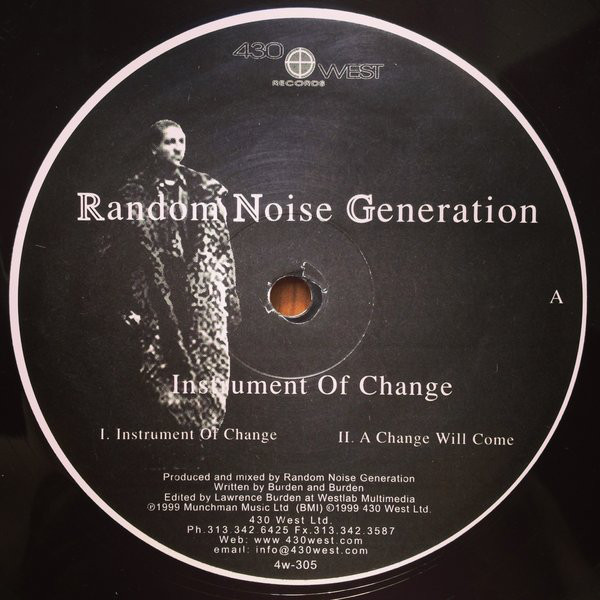 430 WEST
RECORDS
Random Noise Generation
A
Instrument Of Change
I. Instrument Of Change
II. A Change Will Come
Produced and mixed by Random Noise Generation
Written by Burden and Burden
Edited by Lawrence Burden at Westlab Multimedia
℗1999 Munchman Music Ltd (BMI) ©1999 430 West Ltd.
430 West Ltd.
Ph.313.342 6425 Fx.313.342.3587
Web: www 430west.com
email: info@430west.com
4w-305